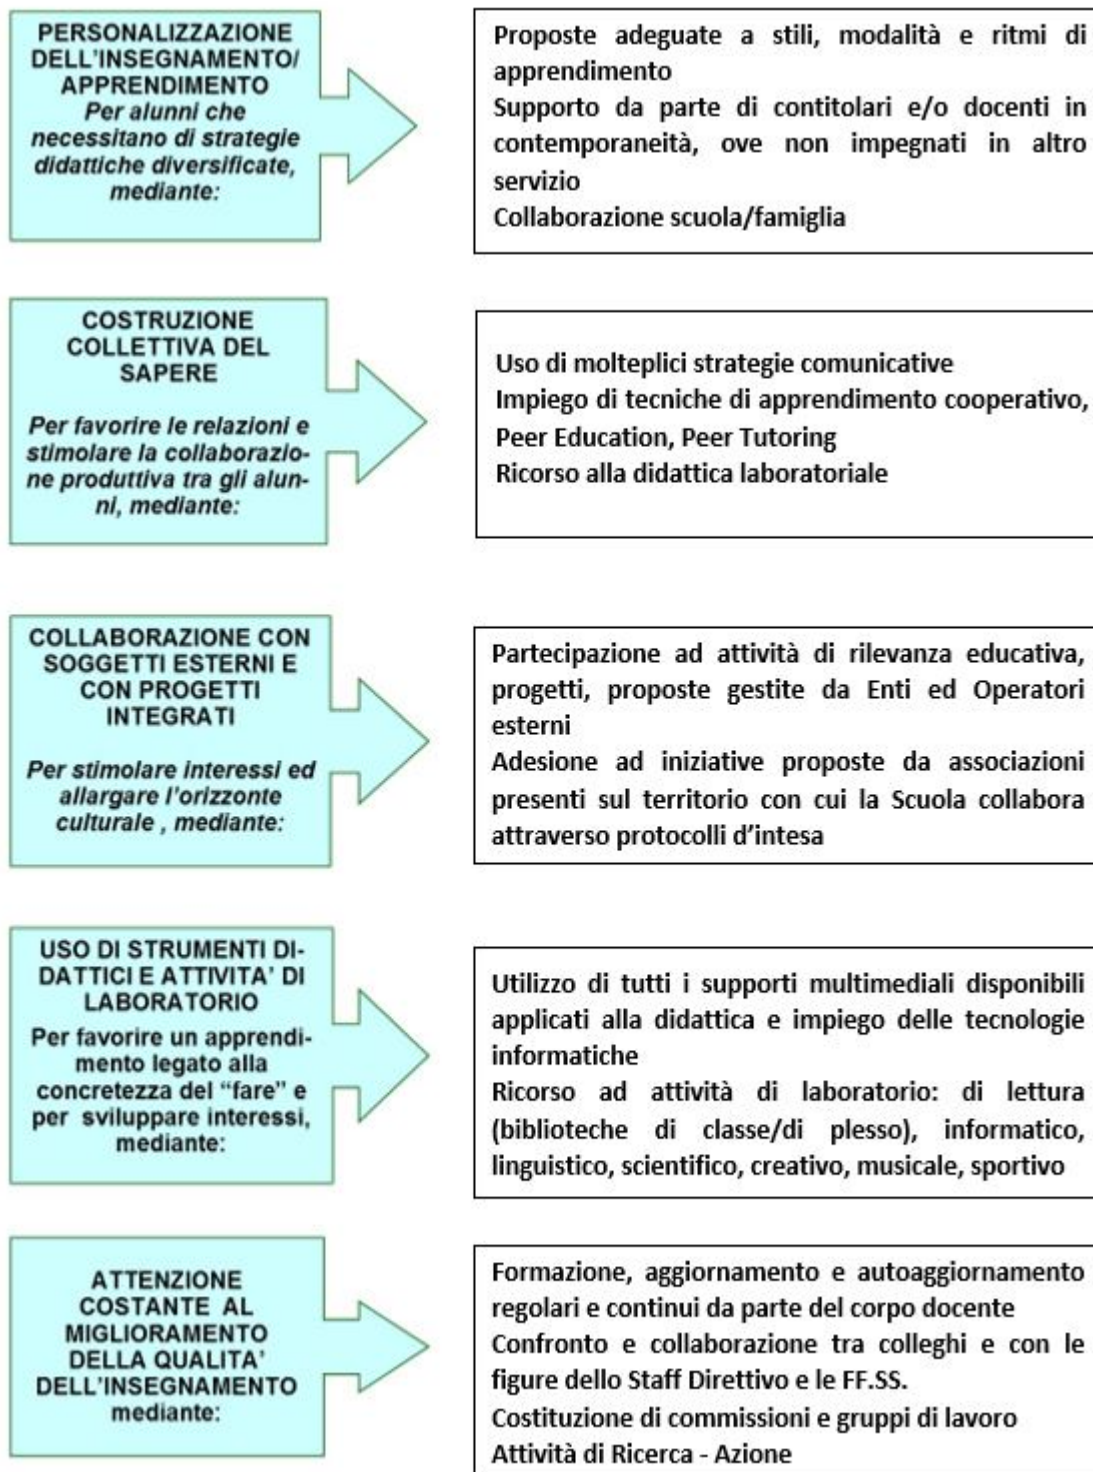 PERSONALIZZAZIONE
DELL'INSEGNAMENTO/
APPRENDIMENTO
Per alunni che
necessitano di strategie
didattiche diversificate,
mediante:
Proposte adeguate a stili, modalità e ritmi di
apprendimento
Supporto da parte di contitolari e/o docenti in
contemporaneità, ove non impegnati in altro
servizio
Collaborazione scuola/famiglia
COSTRUZIONE
COLLETTIVA DEL
SAPERE
Per favorire le relazioni e
stimolare la collaborazio-
ne produttiva tra gli alun-
ni, mediante:
Uso di molteplici strategie comunicative
Impiego di tecniche di apprendimento cooperativo,
Peer Education, Peer Tutoring
Ricorso alla didattica laboratoriale
COLLABORAZIONE CON
SOGGETTI ESTERNI E
CON PROGETTI
INTEGRATI
Per stimolare interessi ed
allargare l'orizzonte
culturale , mediante:
Partecipazione ad attività di rilevanza educativa,
progetti, proposte gestite da Enti ed Operatori
esterni
Adesione ad iniziative proposte da associazioni
presenti sul territorio con cui la Scuola collabora
attraverso protocolli d'intesa
USO DI STRUMENTI DI-
DATTICI E ATTIVITA' DI
LABORATORIO
Per favorire un apprendi-
mento legato alla
concretezza del "fare" e
per sviluppare interessi,
mediante:
Utilizzo di tutti i supporti multimediali disponibili
applicati alla didattica e impiego delle tecnologie
informatiche
Ricorso ad attività di laboratorio: di lettura
(biblioteche di classe/di plesso), informatico,
linguistico, scientifico, creativo, musicale, sportivo
ATTENZIONE
COSTANTE AL
MIGLIORAMENTO
DELLA QUALITA'
DELL'INSEGNAMENTO
mediante:
Formazione, aggiornamento e autoaggiornamento
regolari e continui da parte del corpo docente
Confronto e collaborazione tra colleghi e con le
figure dello Staff Direttivo e le FF.SS.
Costituzione di commissioni e gruppi di lavoro
Attività di Ricerca - Azione